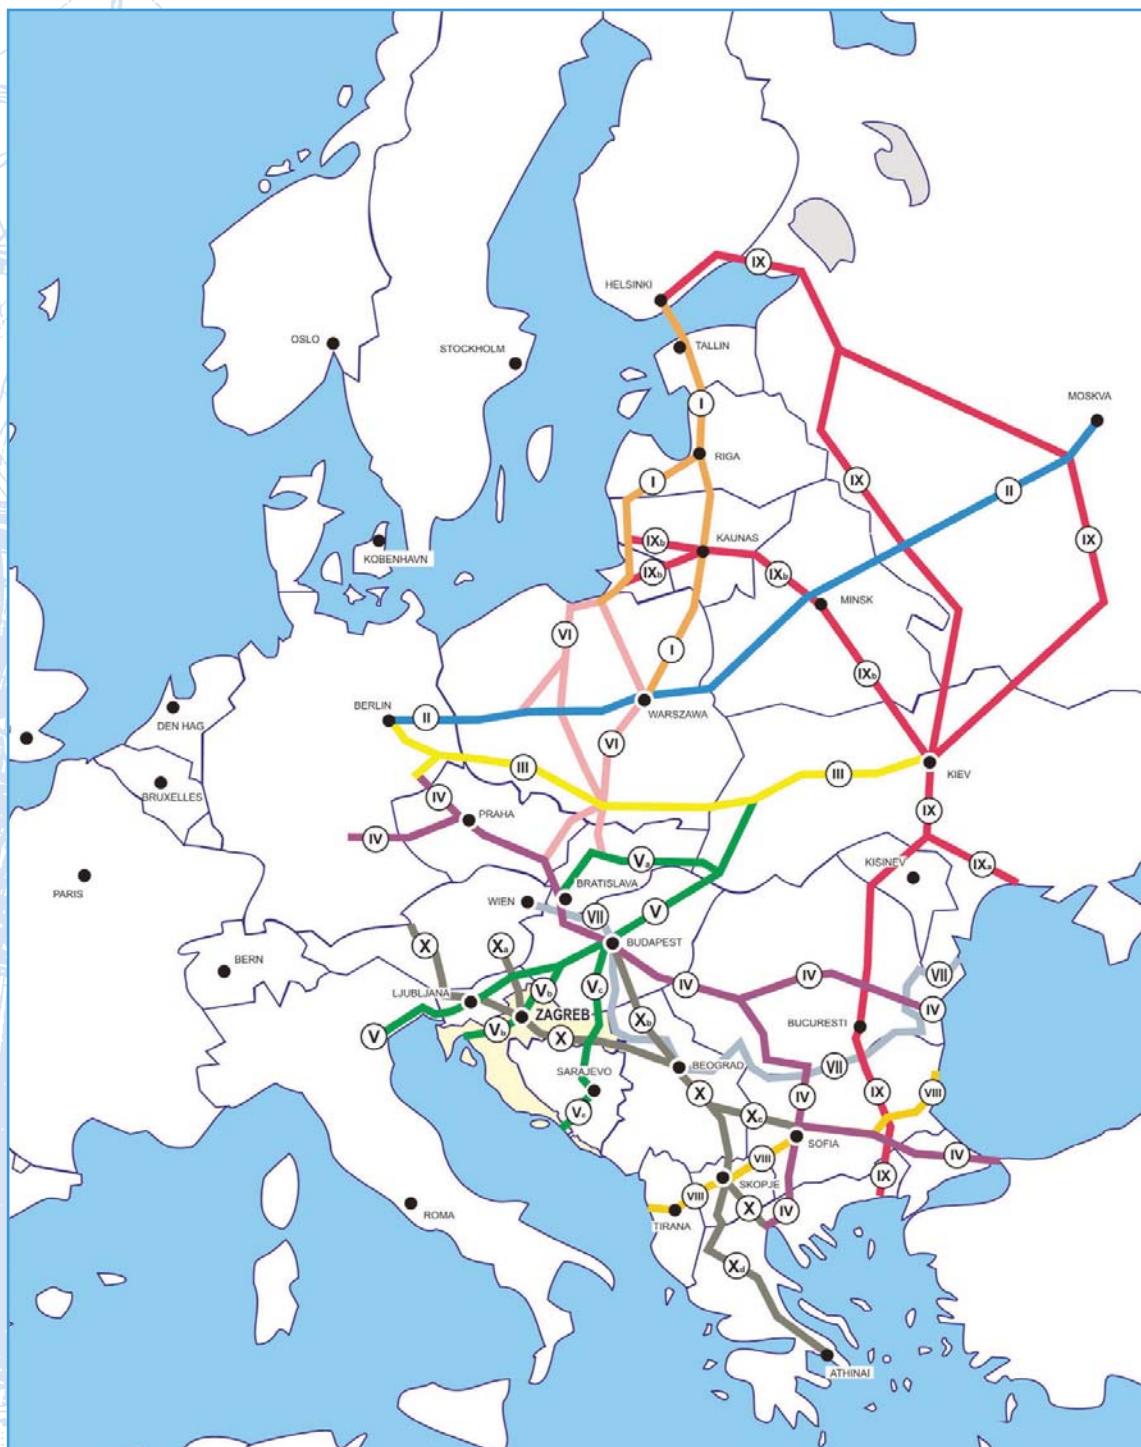 IX
HELSINKI
OSLO
TALLIN
STOCKHOLM
MOSKVA
I
RIGA
I
IX
II
IX
IXb
KAUNAS
KOBENHAVN
IXb
IXb
MINSK
VI
I
IXb
BERLIN
II
WARSZAWA
DEN HAG
VI
III
III
KIEV
BRUXELLES
IV
IX
PRAHA
IV
Va
KIŠINEV
IXa
PARIS
BRATISLAVA
WIEN
VII
V
X
Xa
BUDAPEST
BERN
IV
IV
VII
LJUBLJANA
Vb
Vc
IV
ZAGREB
Xb
BUCURESTI
V
Vb
X
BEOGRAD
VII
SARAJEVO
X
IV
IX
VIII
Vc
Xc
SOFIA
VIII
IV
SKOPJE
IX
VIII
X
IV
ROMA
TIRANA
Xd
ATHINAI